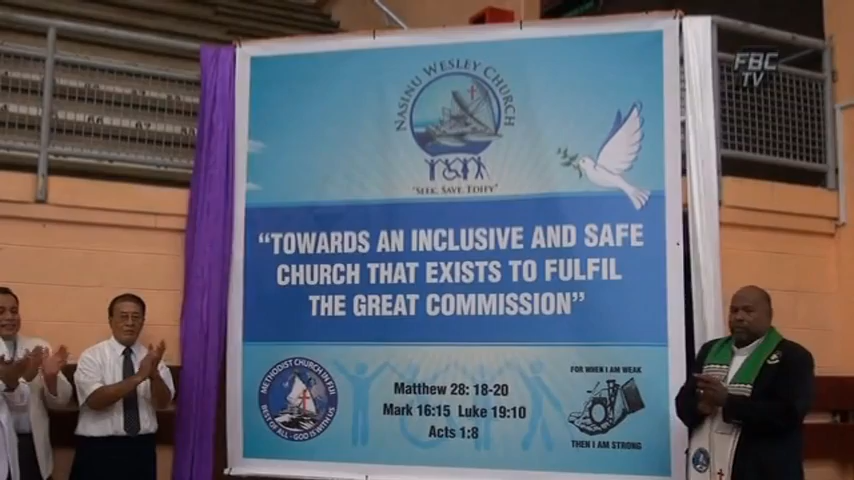 FBC
TV
NASINU WESLEY CHURCH
"SEEK. SAVE. EDIFY"
"TOWARDS AN INCLUSIVE AND SAFE
CHURCH THAT EXISTS TO FULFIL
THE GREAT COMMISSION"
METHODIST CHURCH IN FIJI
BEST OF ALL - GOD IS WITH US
Matthew 28: 18-20
Mark 16:15 Luke 19:10
Acts 1:8
FOR WHEN I AM WEAK
THEN I AM STRONG